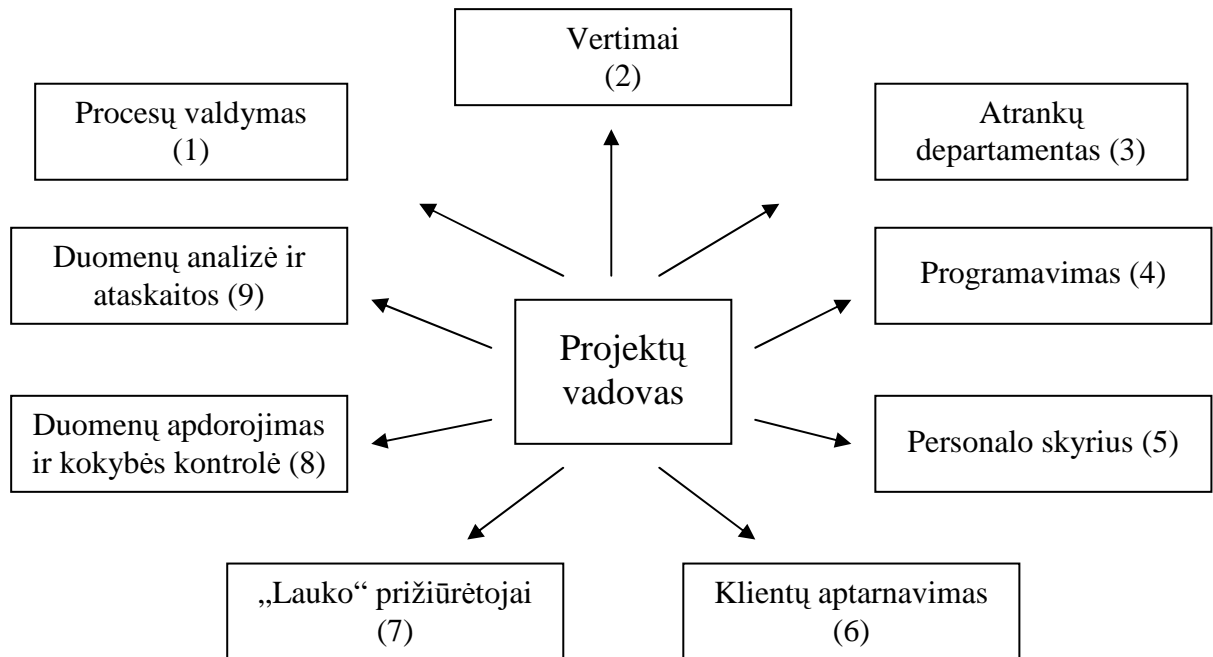 Vertimai
(2)
Procesų valdymas
(1)
Atrankų
departamentas (3)
Duomenų analizė ir
ataskaitos (9)
Programavimas (4)
Projektų
vadovas
Duomenų apdorojimas
ir kokybės kontrolė (8)
Personalo skyrius (5)
„Lauko“ prižiūrėtojai
(7)
Klientų aptarnavimas
(6)